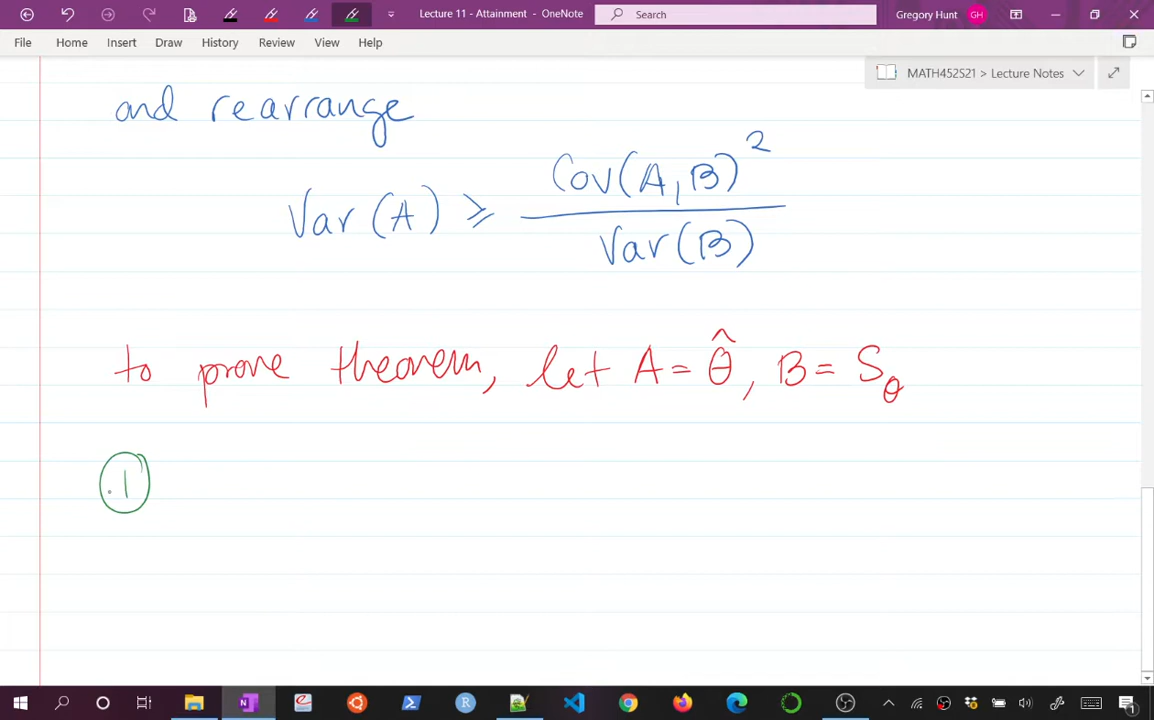 Lecture 11 - Attainment - OneNote
Search
Gregory Hunt
GH
File Home Insert Draw History Review View Help
MATH452S21 > Lecture Notes
and rearrange
Var(A) ≥ Cov(A,B)² / Var(B)
to prove theorem, let A = θ̂, B = S_θ
1